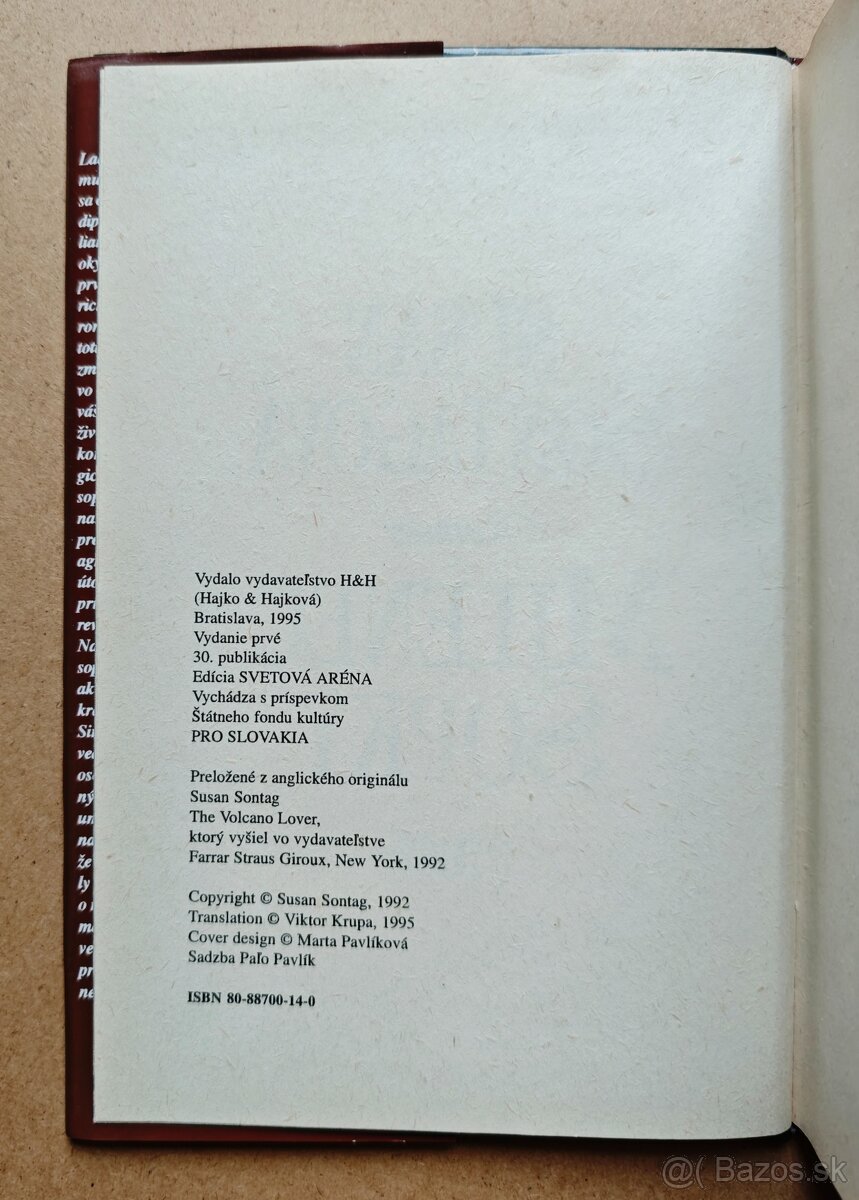 Vydalo vydavateľstvo H&H
(Hajko & Hajková)
Bratislava, 1995
Vydanie prvé
30. publikácia
Edícia SVETOVÁ ARÉNA
Vychádza s príspevkom
Štátneho fondu kultúry
PRO SLOVAKIA
Preložené z anglického originálu
Susan Sontag
The Volcano Lover,
ktorý vyšiel vo vydavateľstve
Farrar Straus Giroux, New York, 1992
Copyright © Susan Sontag, 1992
Translation © Viktor Krupa, 1995
Cover design © Marta Pavlíková
Sadzba Paľo Pavlík
ISBN 80-88700-14-0
@( Bazos.sk